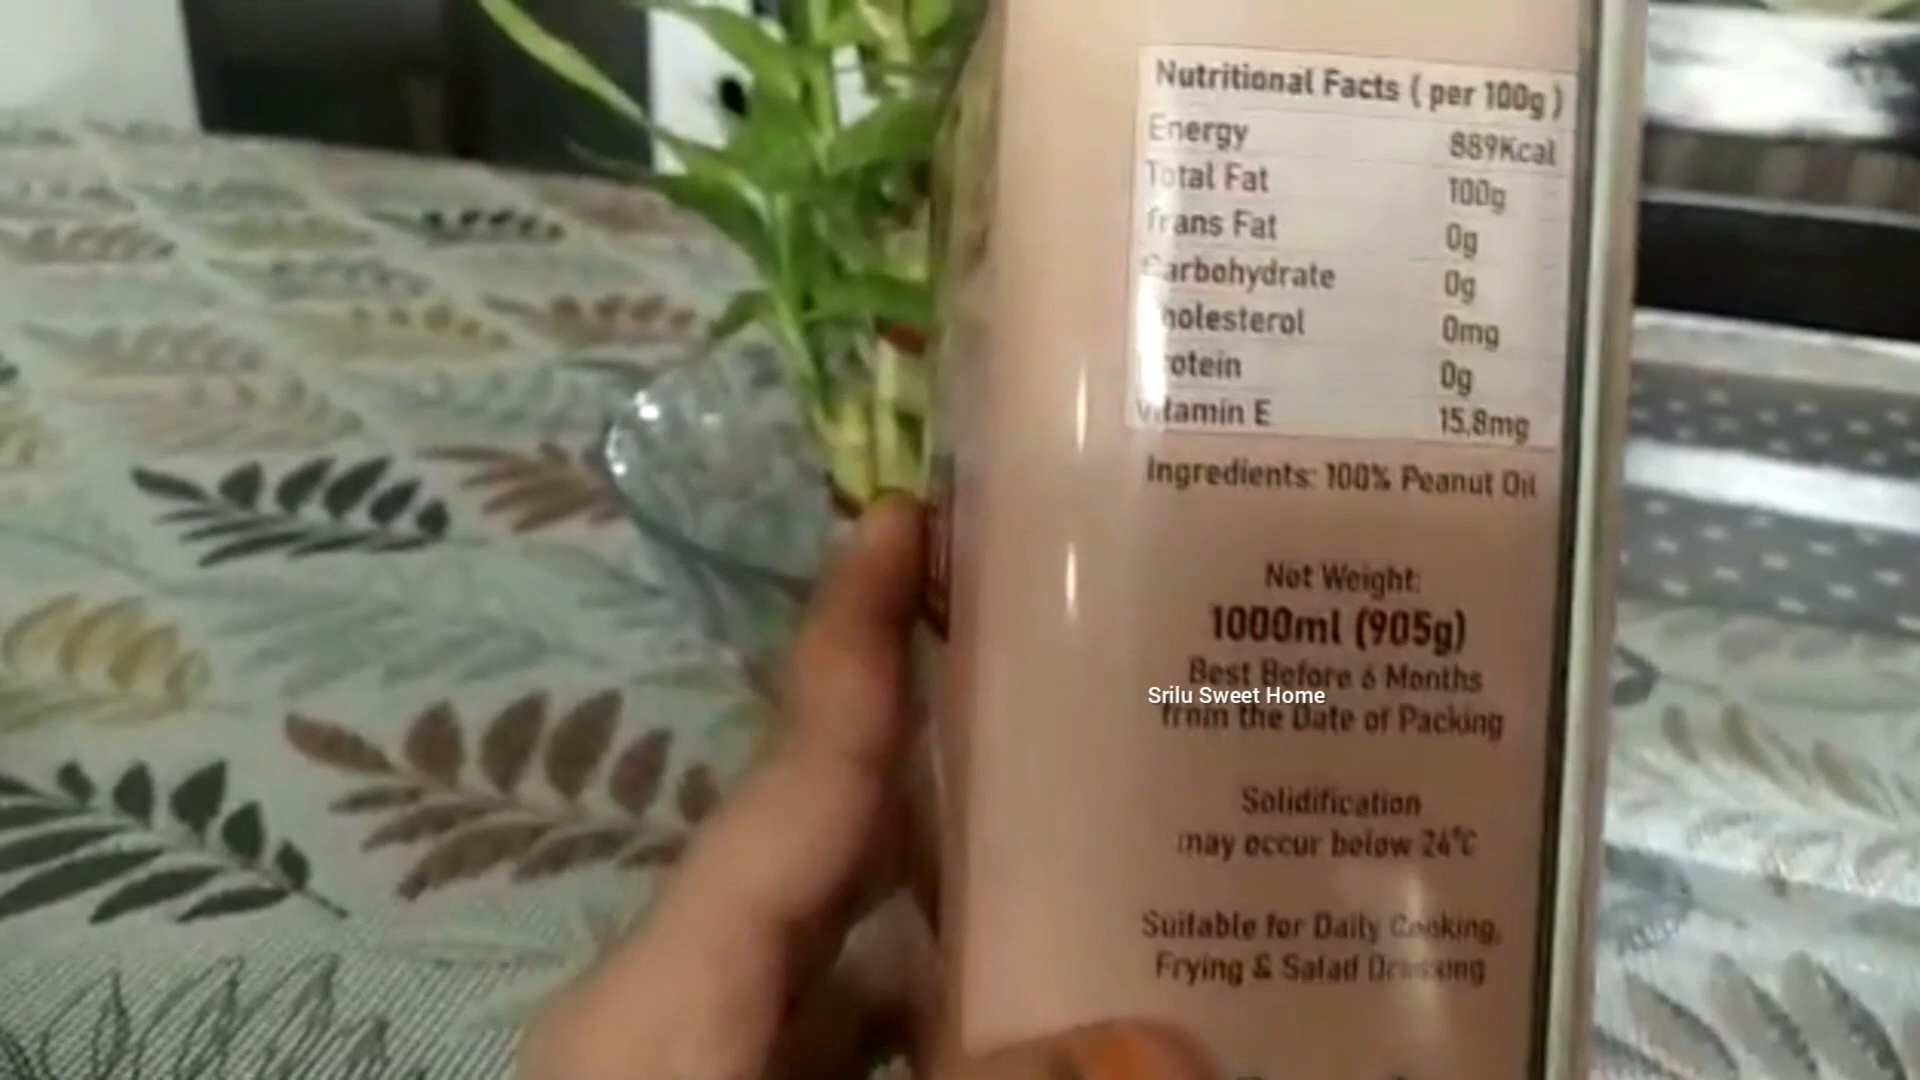 Nutritional Facts ( per 100g )
Energy 889Kcal
Total Fat 100g
Trans Fat 0g
Carbohydrate 0g
Cholesterol 0mg
Protein 0g
Vitamin E 15.8mg
Ingredients: 100% Peanut Oil
Net Weight:
1000ml (905g)
Best Before 6 Months
Srilu Sweet Home
from the Date of Packing
Solidification
may occur below 24°C
Suitable for Daily Cooking,
Frying & Salad Dressing